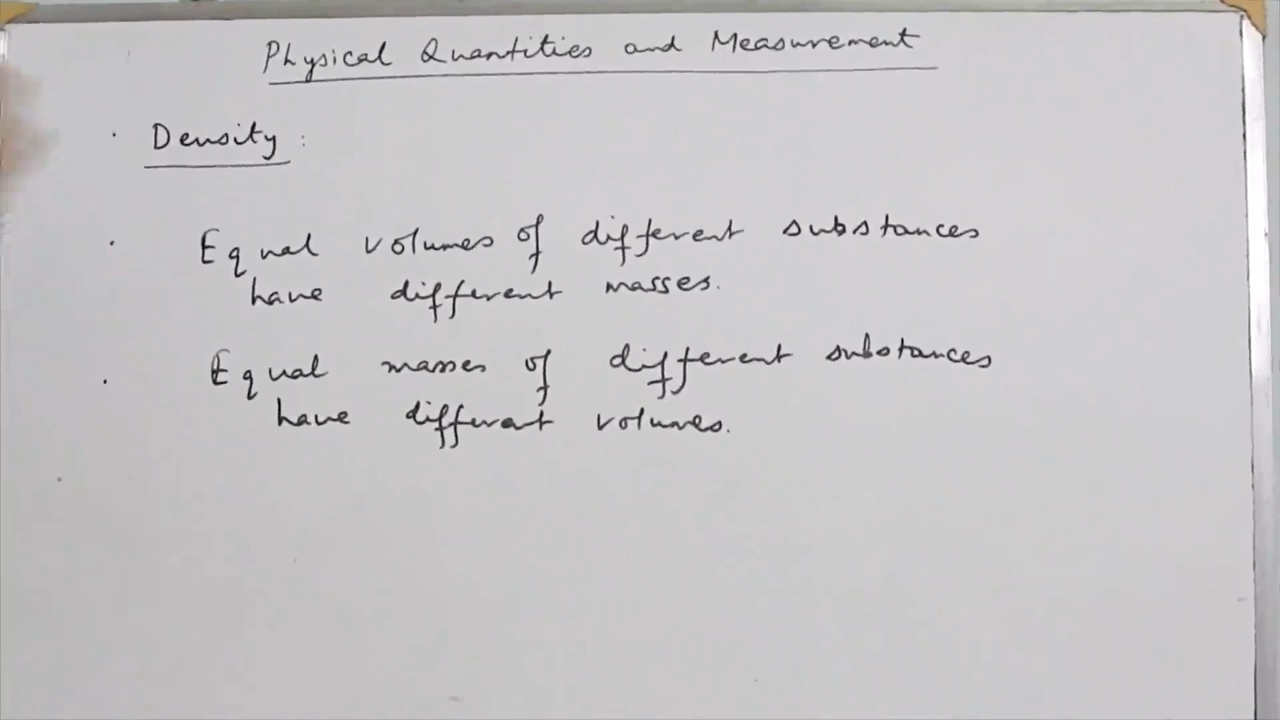 Physical Quantities and Measurement
Density :
Equal volumes of different substances
have different masses.
Equal masses of different substances
have different volumes.